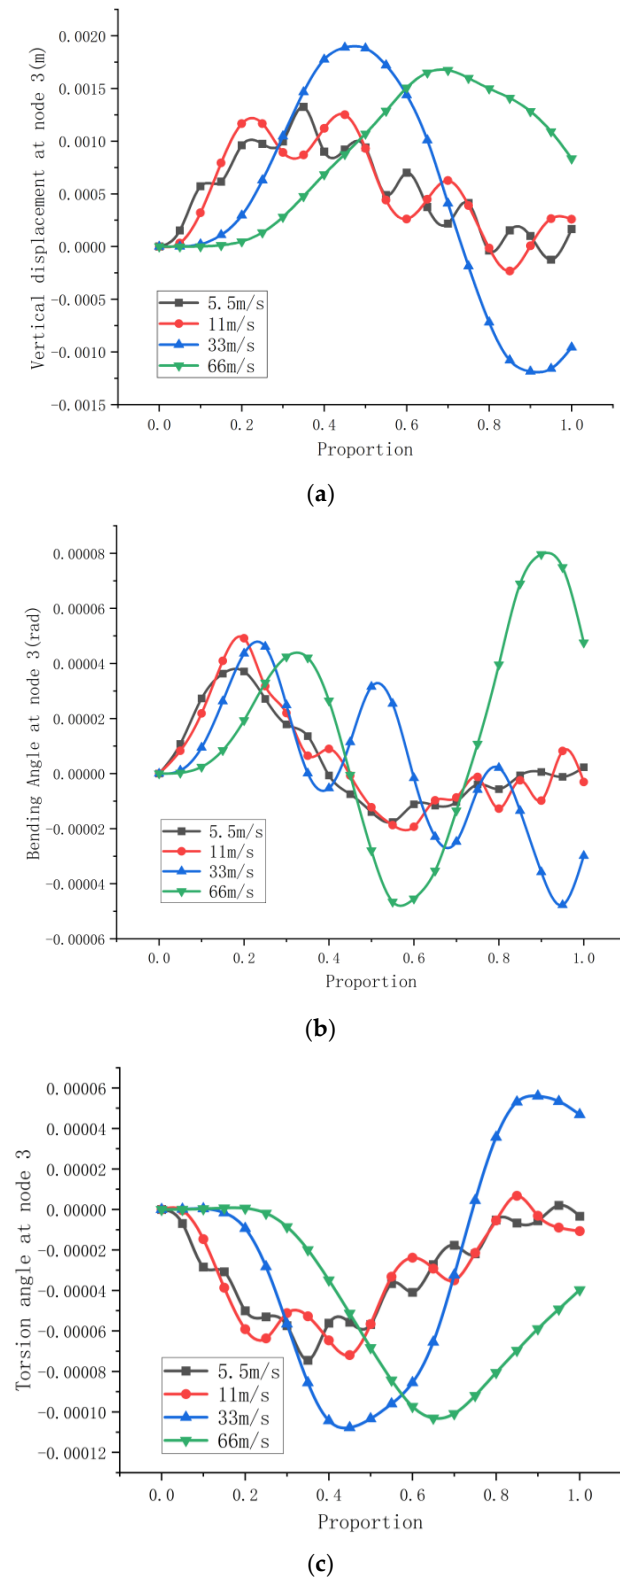 Vertical displacement at node 3(m)
0.0020
0.0015
0.0010
0.0005
0.0000
-0.0005
-0.0010
-0.0015
5.5m/s
11m/s
33m/s
66m/s
0.0 0.2 0.4 0.6 0.8 1.0
Proportion
(a)
Bending Angle at node 3(rad)
0.00008
0.00006
0.00004
0.00002
0.00000
-0.00002
-0.00004
-0.00006
5.5m/s
11m/s
33m/s
66m/s
0.0 0.2 0.4 0.6 0.8 1.0
Proportion
(b)
Torsion angle at node 3
0.00006
0.00004
0.00002
0.00000
-0.00002
-0.00004
-0.00006
-0.00008
-0.00010
-0.00012
5.5m/s
11m/s
33m/s
66m/s
0.0 0.2 0.4 0.6 0.8 1.0
Proportion
(c)